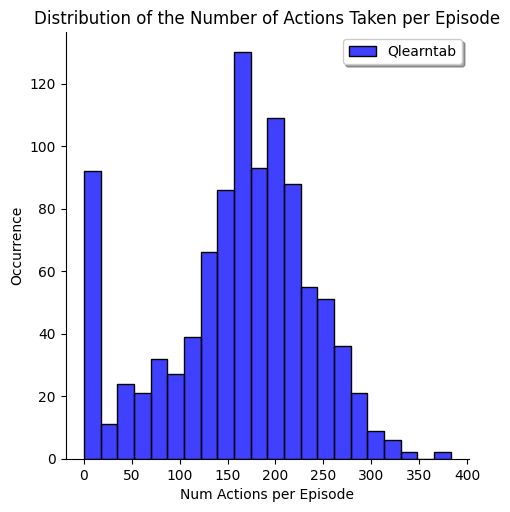 Distribution of the Number of Actions Taken per Episode
Qlearntab
120
100
80
60
40
20
0
Occurrence
0 50 100 150 200 250 300 350 400
Num Actions per Episode